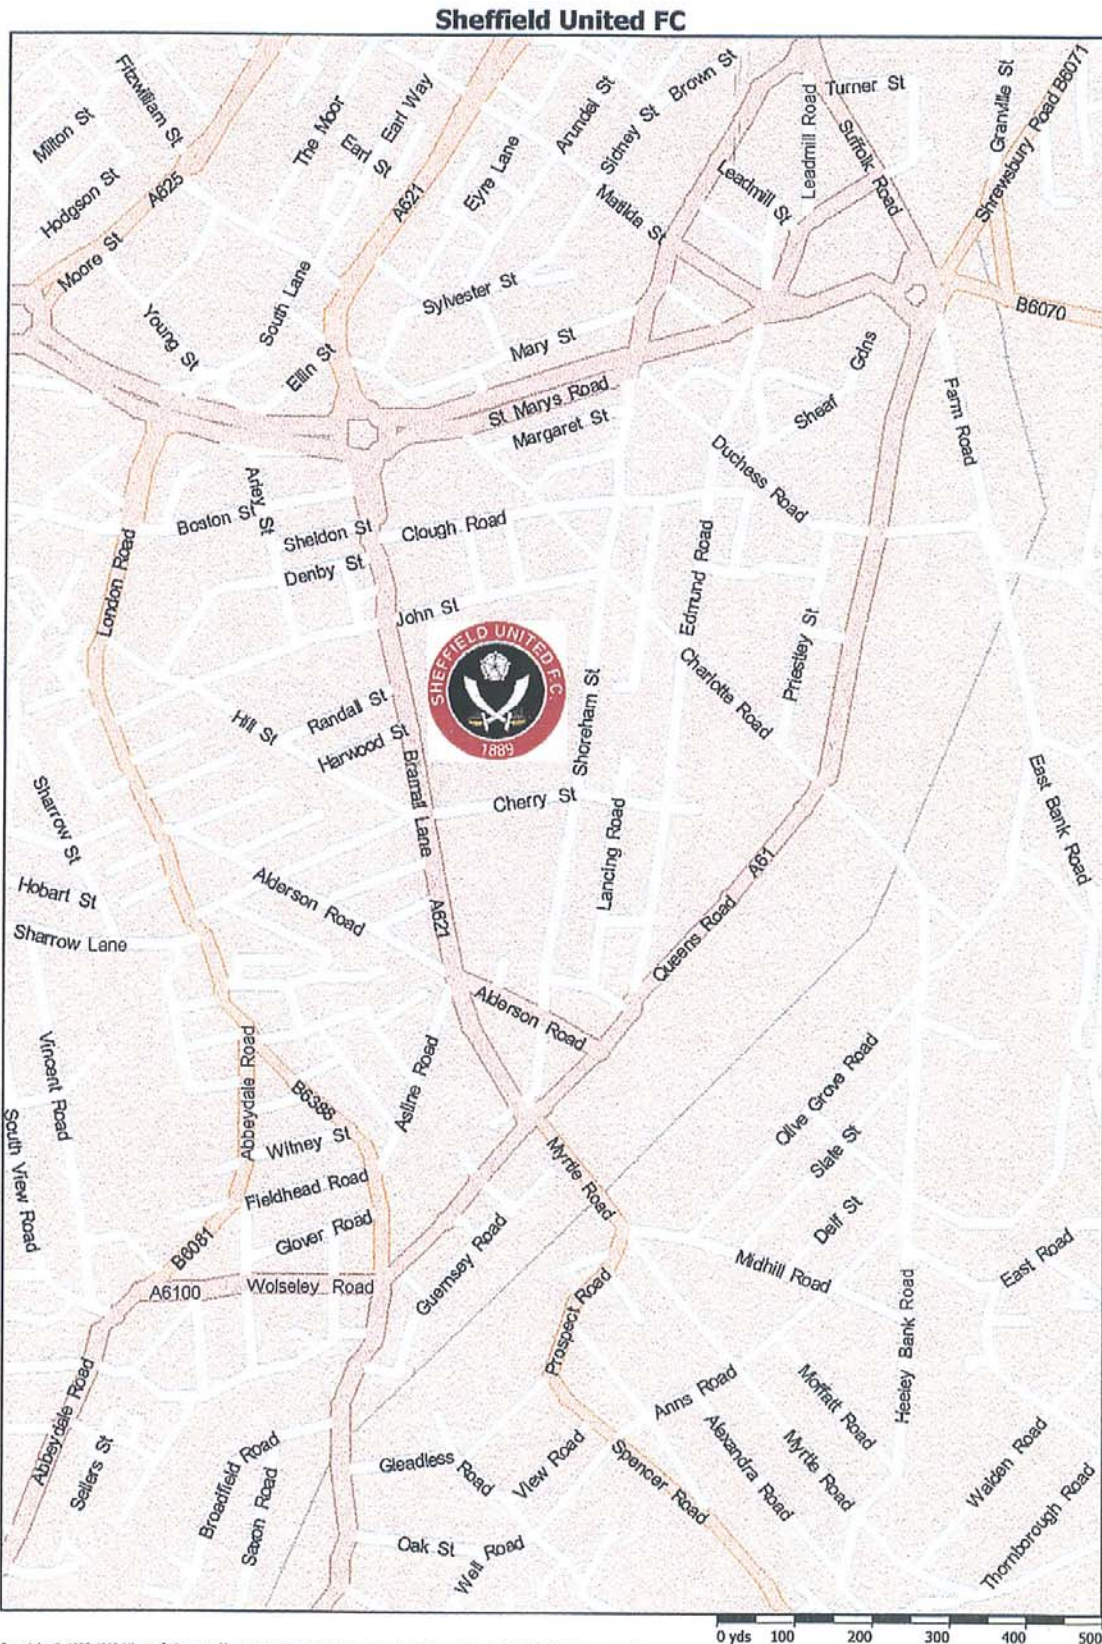 Sheffield United FC
Fitzwilliam St
Milton St
Hodgson St
A625
Moore St
The Moor
Earl Way
Earl St
A621
Eyre Lane
Arundel St
Sidney St
Brown St
Matilda St
Leadmill St
Leadmill Road
Turner St
Suffolk Road
Granville St
Shrewsbury Road B6071
B6070
Young St
South Lane
Ellin St
Sylvester St
Mary St
St Marys Road
Margaret St
Sheaf Gdns
Farm Road
Duchess Road
Arley St
Boston St
Sheldon St
Clough Road
Denby St
London Road
John St
Edmund Road
Priestley St
Charlotte Road
SHEFFIELD UNITED F.C.
1889
Shoreham St
Hill St
Randall St
Harwood St
Bramall Lane
Cherry St
Lancing Road
A61
East Bank Road
Sharrow St
Hobart St
Sharrow Lane
Alderson Road
A621
Queens Road
Alderson Road
Vincent Road
Abbeydale Road
B6388
Asline Road
Olive Grove Road
Slate St
South View Road
Witney St
Myrtle Road
Fieldhead Road
Delf St
B6081
Glover Road
Guernsey Road
Midhill Road
East Road
A6100
Wolseley Road
Prospect Road
Heeley Bank Road
Abbeydale Road
Anns Road
Moffatt Road
Sellers St
Broadfield Road
Saxon Road
Gleadless Road
View Road
Spencer Road
Alexandra Road
Myrtle Road
Walden Road
Thornborough Road
Oak St
Well Road
0 yds 100 200 300 400 500